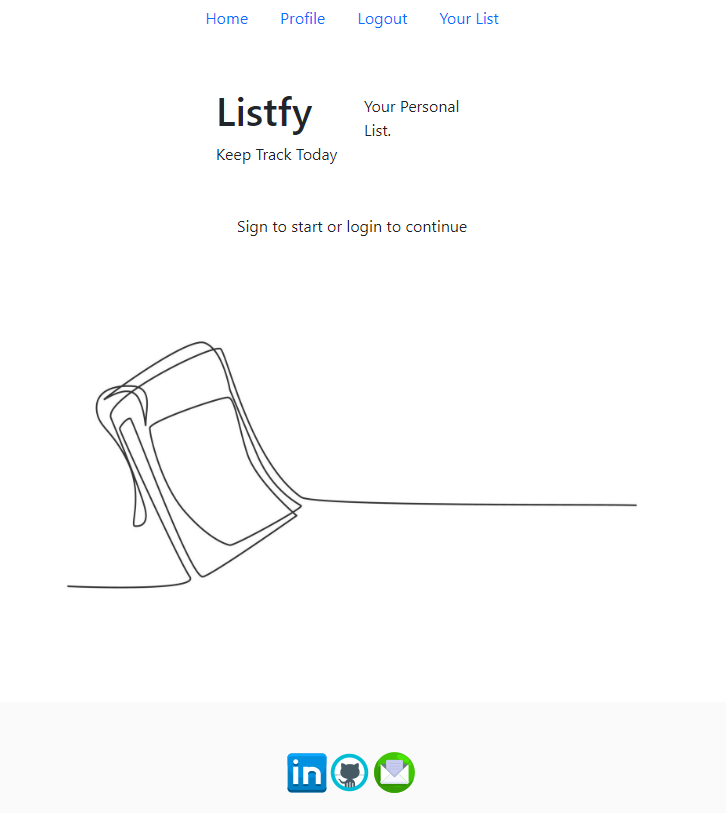 Home Profile Logout Your List
Listfy
Your Personal
List.
Keep Track Today
Sign to start or login to continue
in